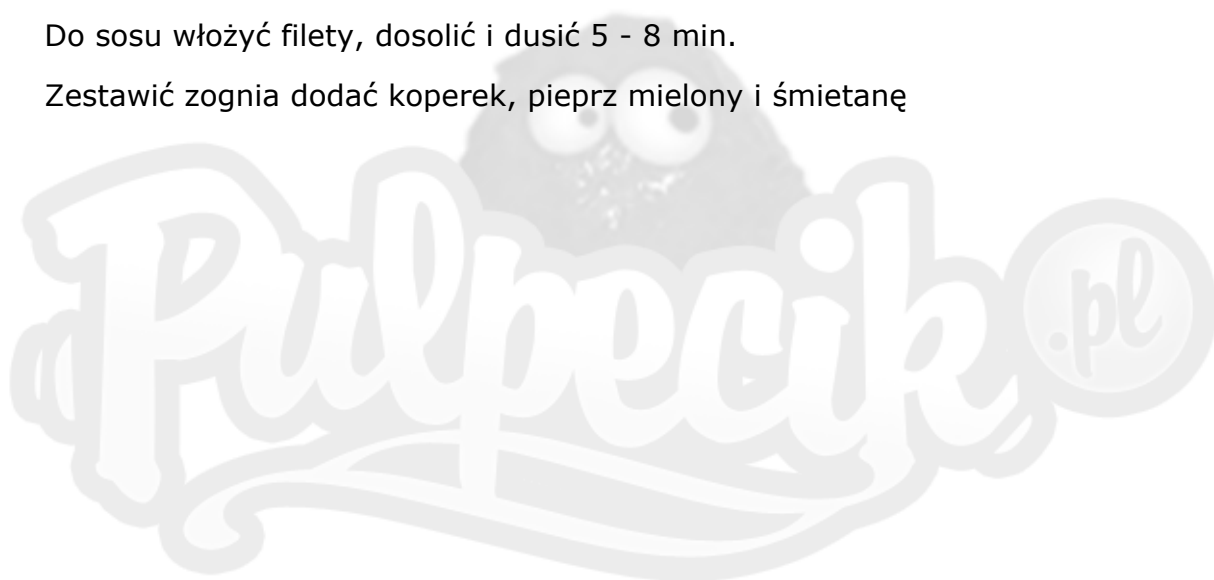 Do sosu włożyć filety, dosolić i dusić 5 - 8 min.
Zestawić zognia dodać koperek, pieprz mielony i śmietanę
Pulpecik.pl